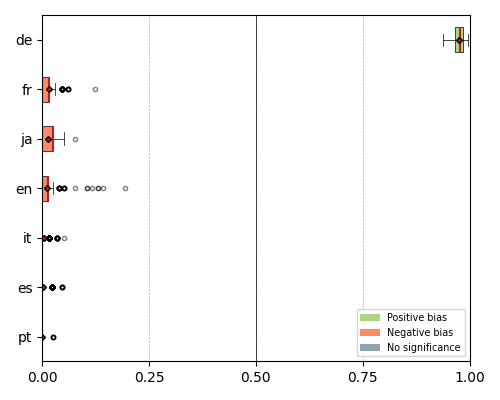 de
fr
ja
en
it
es
pt
Positive bias
Negative bias
No significance
0.00 0.25 0.50 0.75 1.00